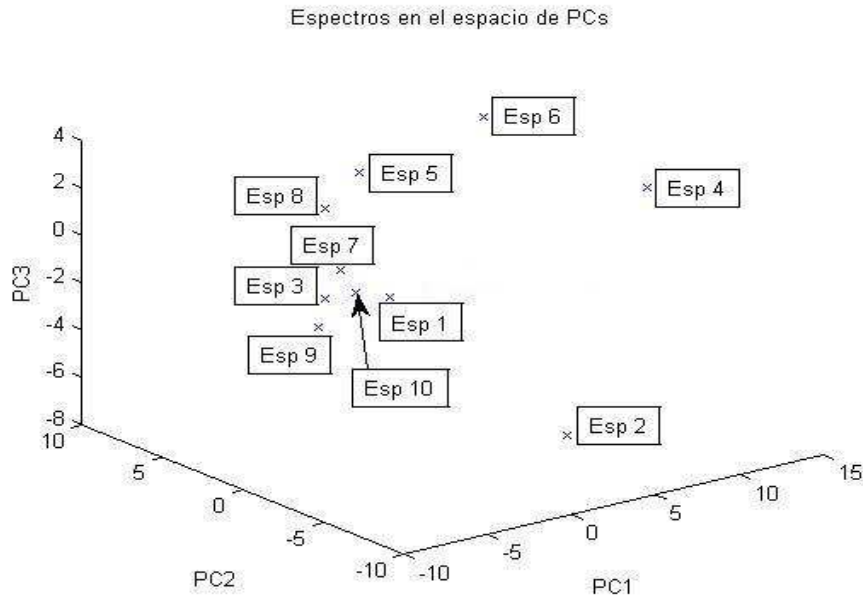 Espectros en el espacio de PCs
Esp 6
Esp 5
Esp 4
Esp 8
Esp 7
Esp 3
Esp 1
Esp 9
Esp 10
Esp 2
4
2
0
-2
-4
-6
-8
PC3
10
5
0
-5
-10
PC2
-10
-5
0
5
10
15
PC1